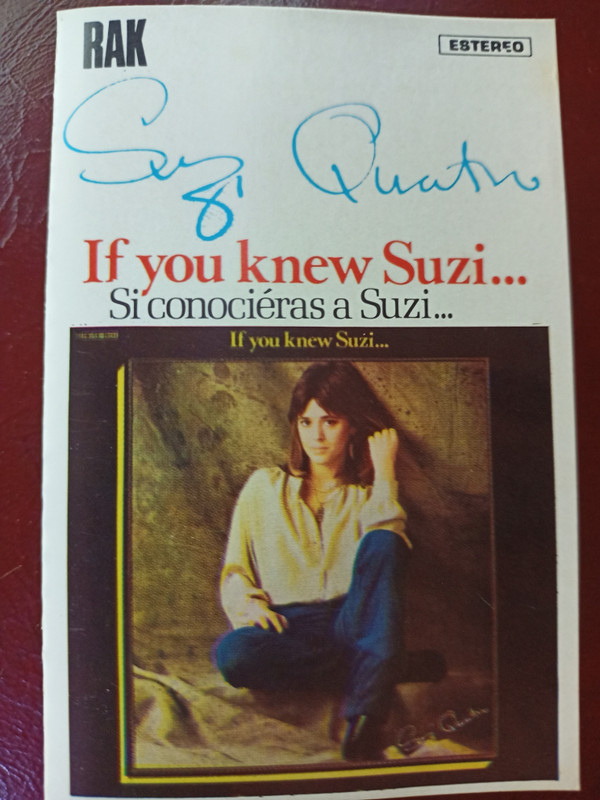 RAK
ESTEREO
Suzi Quatro
If you knew Suzi...
Si conociéras a Suzi...
If you knew Suzi...
Suzi Quatro